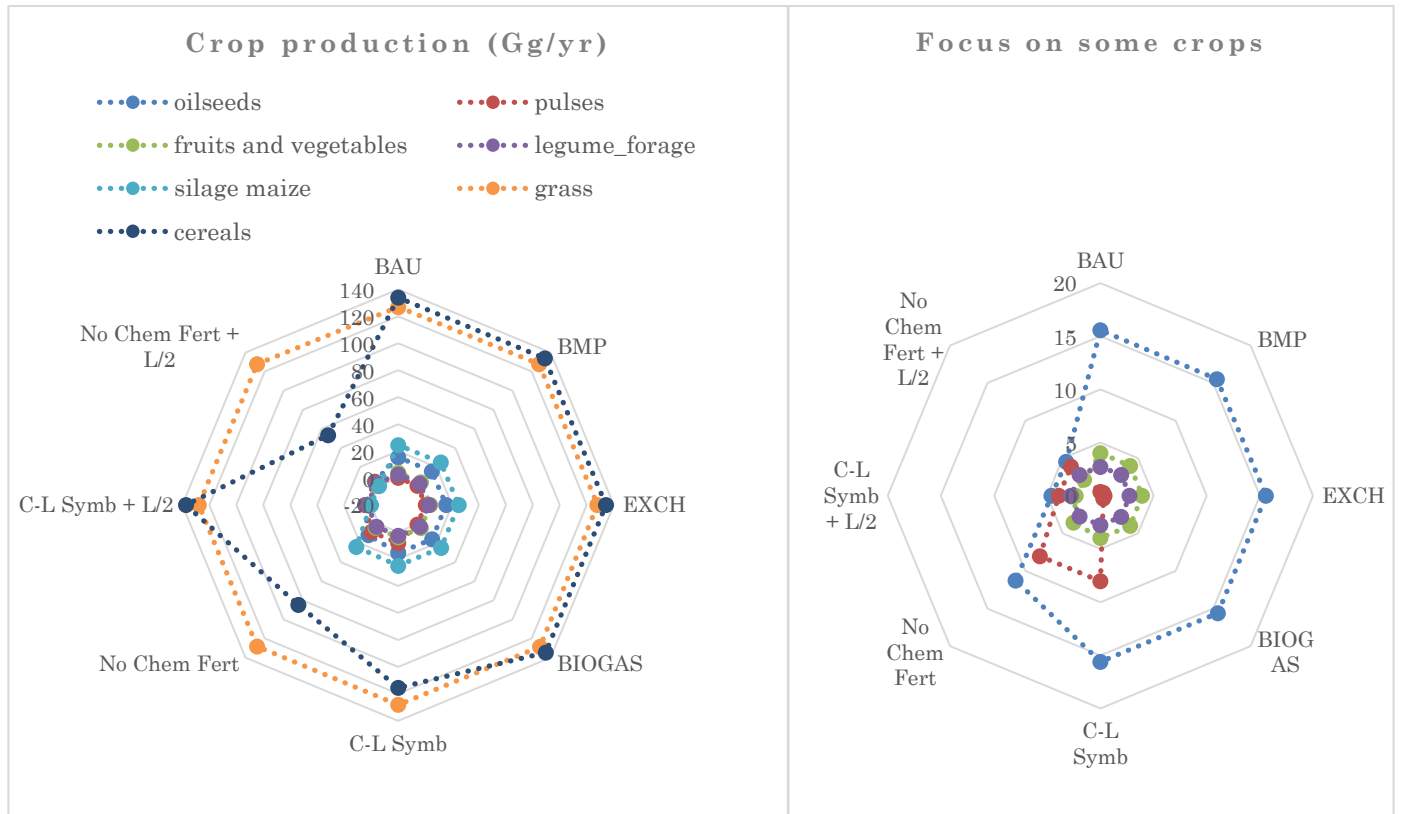 Crop production (Gg/yr)
oilseeds
pulses
fruits and vegetables
legume_forage
silage maize
grass
cereals
BAU
140
120
100
80
60
40
20
0
-20
BMP
EXCH
BIOGAS
C-L Symb
No Chem Fert
C-L Symb + L/2
No Chem Fert +
L/2
Focus on some crops
BAU
20
15
10
5
0
BMP
EXCH
BIOG
AS
C-L
Symb
No
Chem
Fert
C-L
Symb
+ L/2
No
Chem
Fert +
L/2